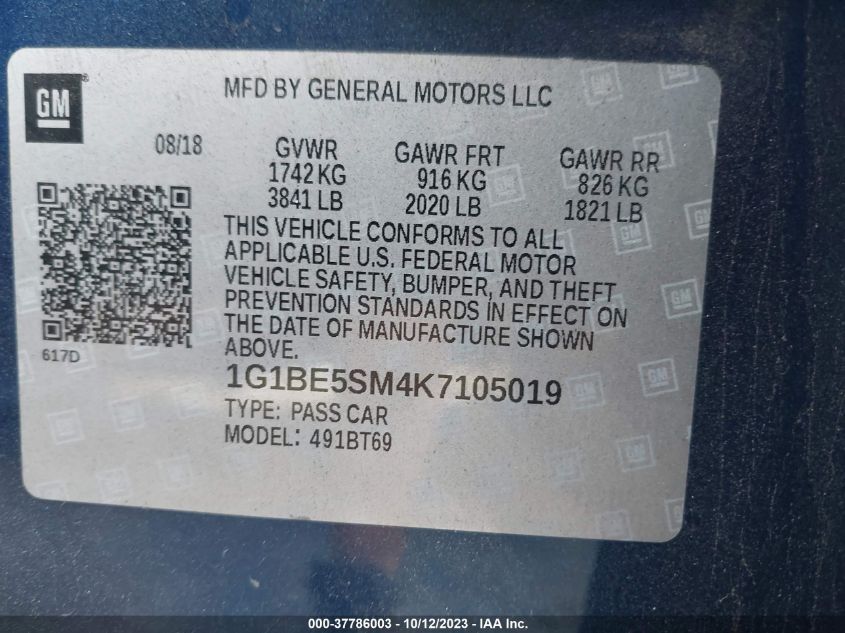 GM
MFD BY GENERAL MOTORS LLC
08/18
GVWR
1742 KG
3841 LB
GAWR FRT
916 KG
2020 LB
GAWR RR
826 KG
1821 LB
THIS VEHICLE CONFORMS TO ALL
APPLICABLE U.S. FEDERAL MOTOR
VEHICLE SAFETY, BUMPER, AND THEFT
PREVENTION STANDARDS IN EFFECT ON
THE DATE OF MANUFACTURE SHOWN
ABOVE.
617D
1G1BE5SM4K7105019
TYPE: PASS CAR
MODEL: 491BT69
000-37786003 - 10/12/2023 - IAA Inc.